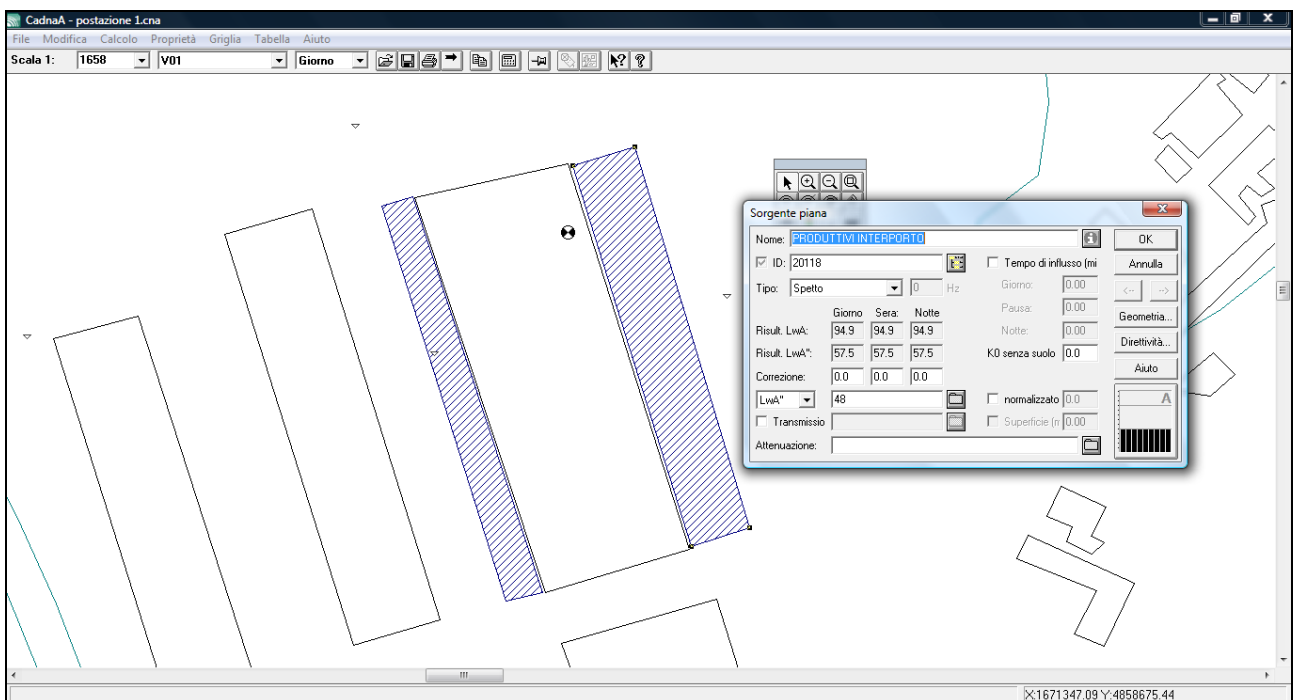 CadnaA - postazione 1.cna
File Modifica Calcolo Proprietà Griglia Tabella Aiuto
Scala 1: 1658 V01 Giorno
Sorgente piana
Nome: PRODUTTIVI INTERPORTO OK
ID: 20118 Tempo di influsso (mi Annulla
Tipo: Spetto 0 Hz Giorno: 0.00 <-- -->
Giorno Sera: Notte Pausa: 0.00 Geometria...
Risult. LwA: 94.9 94.9 94.9 Notte: 0.00 Direttività...
Risult. LwA'': 57.5 57.5 57.5 K0 senza suolo 0.0 Aiuto
Correzione: 0.0 0.0 0.0
LwA'' 48 normalizzato 0.0 A
Transmissio Superficie (m 0.00
Attenuazione:
X:1671347.09 Y:4858675.44